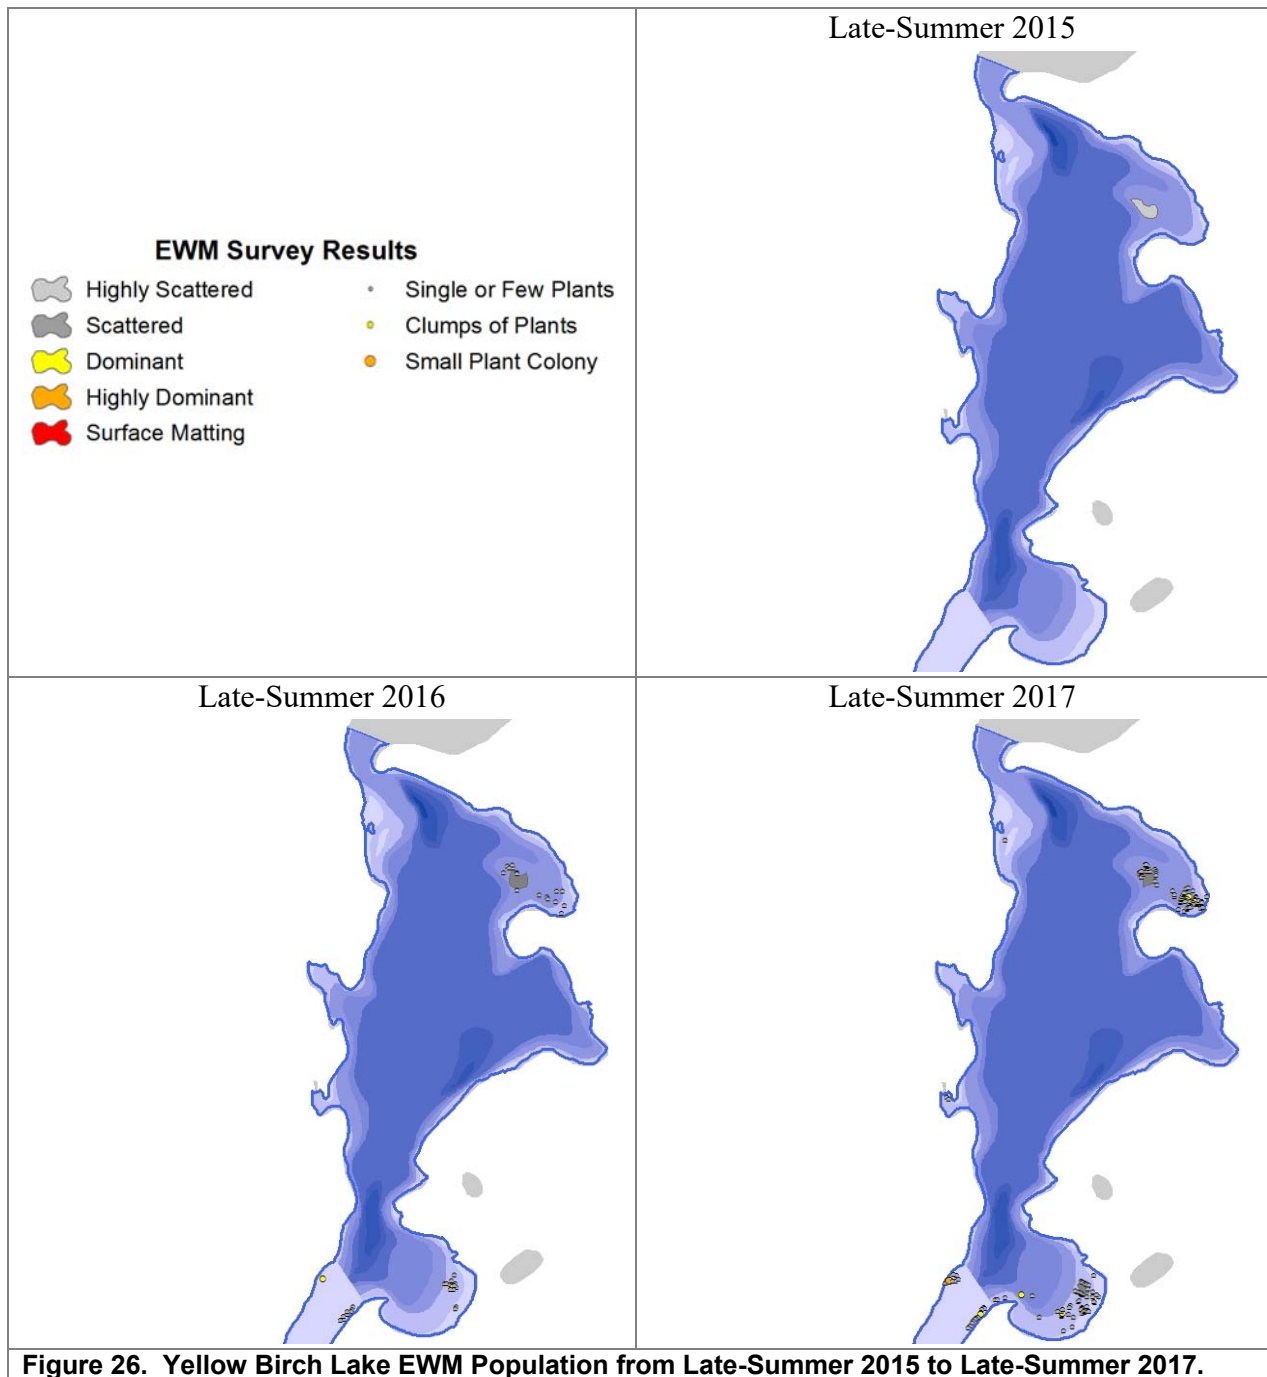 Late-Summer 2015
EWM Survey Results
Highly Scattered
Scattered
Dominant
Highly Dominant
Surface Matting
Single or Few Plants
Clumps of Plants
Small Plant Colony
Late-Summer 2016
Late-Summer 2017
Figure 26. Yellow Birch Lake EWM Population from Late-Summer 2015 to Late-Summer 2017.